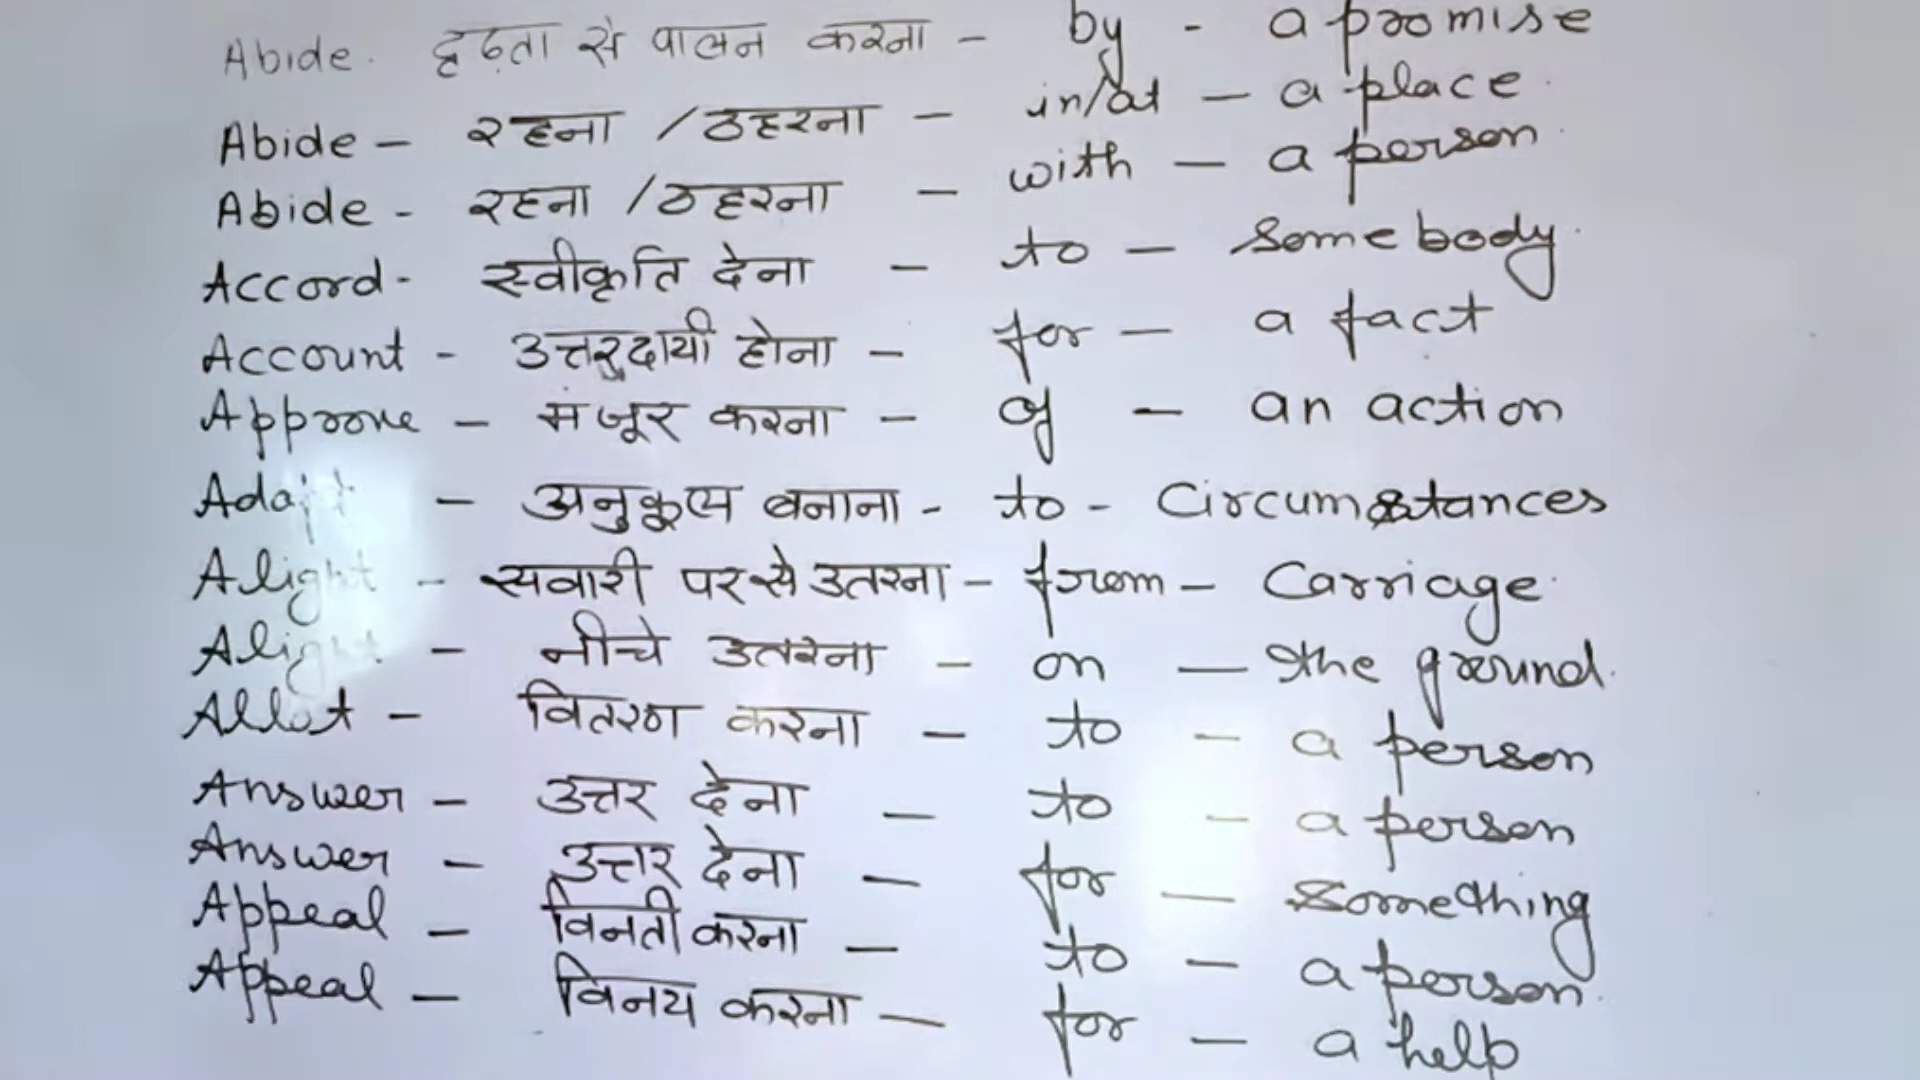 Abide. दृढ़ता से पालन करना - by - a promise
Abide - रहना / ठहरना - in/at - a place.
Abide - रहना / ठहरना - with - a person.
Accord - स्वीकृति देना - to - somebody.
Account - उत्तरदायी होना - for - a fact
Approve - मंजूर करना - of - an action
Adapt - अनुकूल बनाना - to - Circumstances
Alight - सवारी पर से उतरना - from - Carriage.
Alight - नीचे उतरना - on - the ground.
Allot - वितरण करना - to - a person
Answer - उत्तर देना - to - a person
Answer - उत्तर देना - for - something
Appeal - विनती करना - to - a person.
Appeal - विनय करना - for - a help